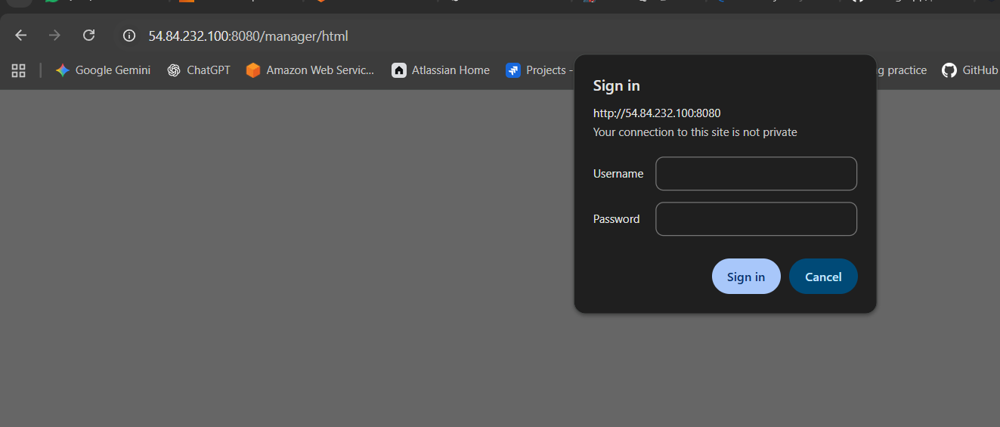 54.84.232.100:8080/manager/html
Google Gemini
ChatGPT
Amazon Web Servic...
Atlassian Home
Projects -
g practice
GitHub
Sign in
http://54.84.232.100:8080
Your connection to this site is not private
Username
Password
Sign in
Cancel